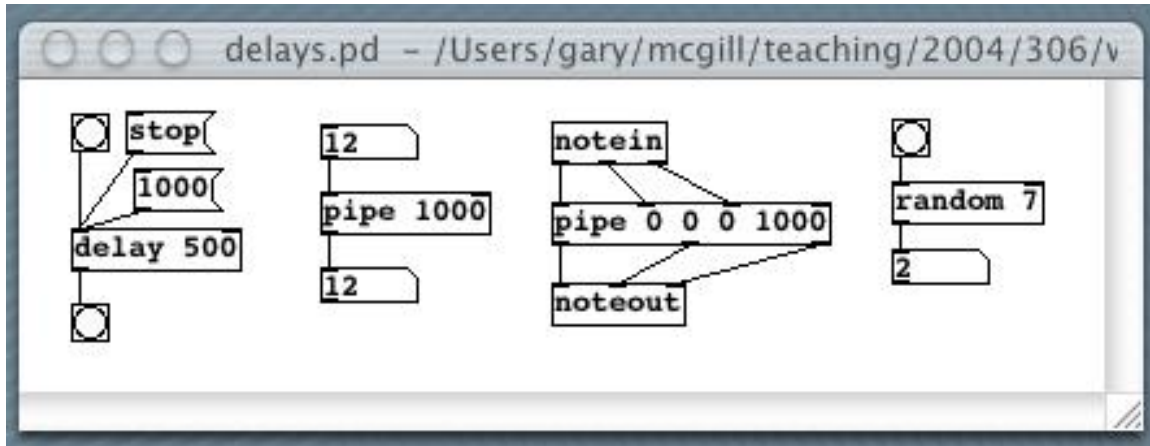 delays.pd - /Users/gary/mcgill/teaching/2004/306/
stop
1000
delay 500
12
pipe 1000
12
notein
pipe 0 0 0 1000
noteout
random 7
2